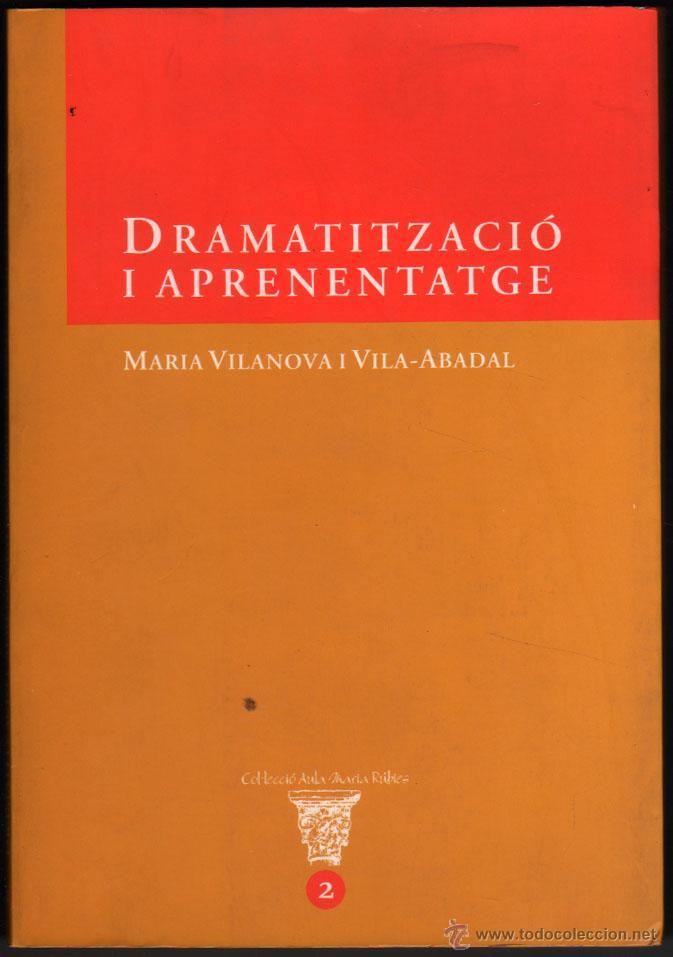 DRAMATITZACIÓ
I APRENENTATGE
MARIA VILANOVA I VILA-ABADAL
Col·lecció Aula Maria Rúbies
2
www.todocoleccion.net